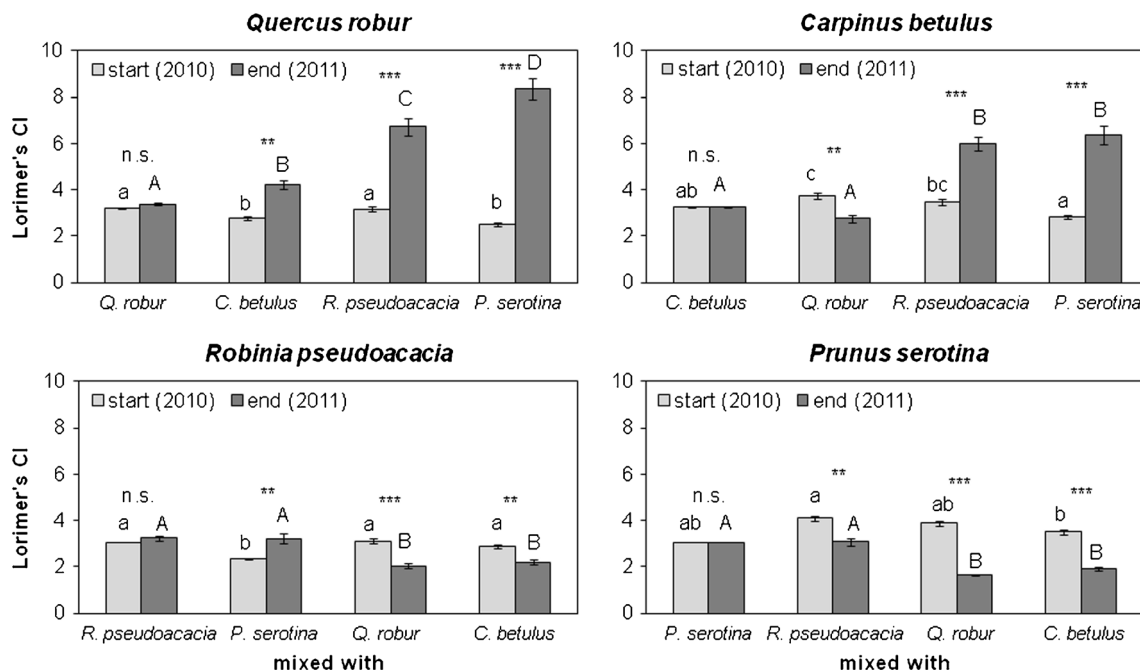 Quercus robur
Lorimer's CI
10
8
6
4
2
0
start (2010) end (2011)
n.s.
a A
**
b B
***
a C
***
b D
Q. robur C. betulus R. pseudoacacia P. serotina
Carpinus betulus
10
8
6
4
2
0
start (2010) end (2011)
n.s.
ab A
**
c A
***
bc B
***
a B
C. betulus Q. robur R. pseudoacacia P. serotina
Robinia pseudoacacia
Lorimer's CI
10
8
6
4
2
0
start (2010) end (2011)
n.s.
a A
**
b A
***
a B
**
a B
R. pseudoacacia P. serotina Q. robur C. betulus
mixed with
Prunus serotina
10
8
6
4
2
0
start (2010) end (2011)
n.s.
ab A
**
a A
***
ab B
***
b B
P. serotina R. pseudoacacia Q. robur C. betulus
mixed with